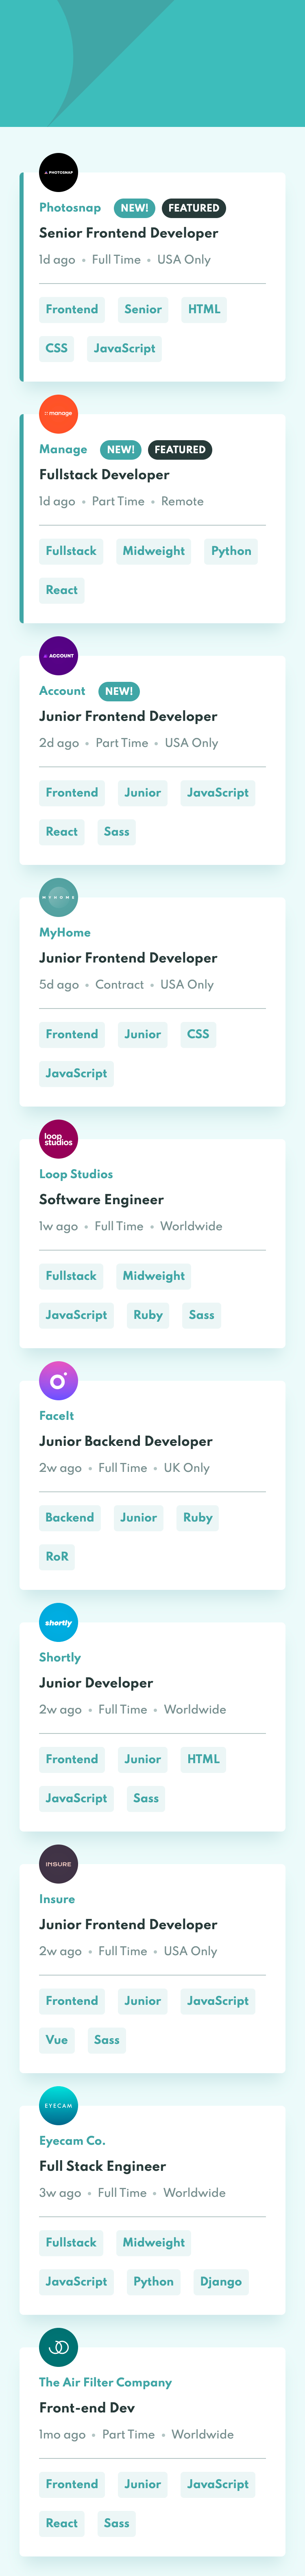 PHOTOSNAP
Photosnap NEW! FEATURED
Senior Frontend Developer
1d ago • Full Time • USA Only
Frontend Senior HTML
CSS JavaScript
manage
Manage NEW! FEATURED
Fullstack Developer
1d ago • Part Time • Remote
Fullstack Midweight Python
React
ACCOUNT
Account NEW!
Junior Frontend Developer
2d ago • Part Time • USA Only
Frontend Junior JavaScript
React Sass
MYHOME
MyHome
Junior Frontend Developer
5d ago • Contract • USA Only
Frontend Junior CSS
JavaScript
loop
studios
Loop Studios
Software Engineer
1w ago • Full Time • Worldwide
Fullstack Midweight
JavaScript Ruby Sass
FaceIt
Junior Backend Developer
2w ago • Full Time • UK Only
Backend Junior Ruby
RoR
shortly
Shortly
Junior Developer
2w ago • Full Time • Worldwide
Frontend Junior HTML
JavaScript Sass
INSURE
Insure
Junior Frontend Developer
2w ago • Full Time • USA Only
Frontend Junior JavaScript
Vue Sass
EYECAM
Eyecam Co.
Full Stack Engineer
3w ago • Full Time • Worldwide
Fullstack Midweight
JavaScript Python Django
The Air Filter Company
Front-end Dev
1mo ago • Part Time • Worldwide
Frontend Junior JavaScript
React Sass